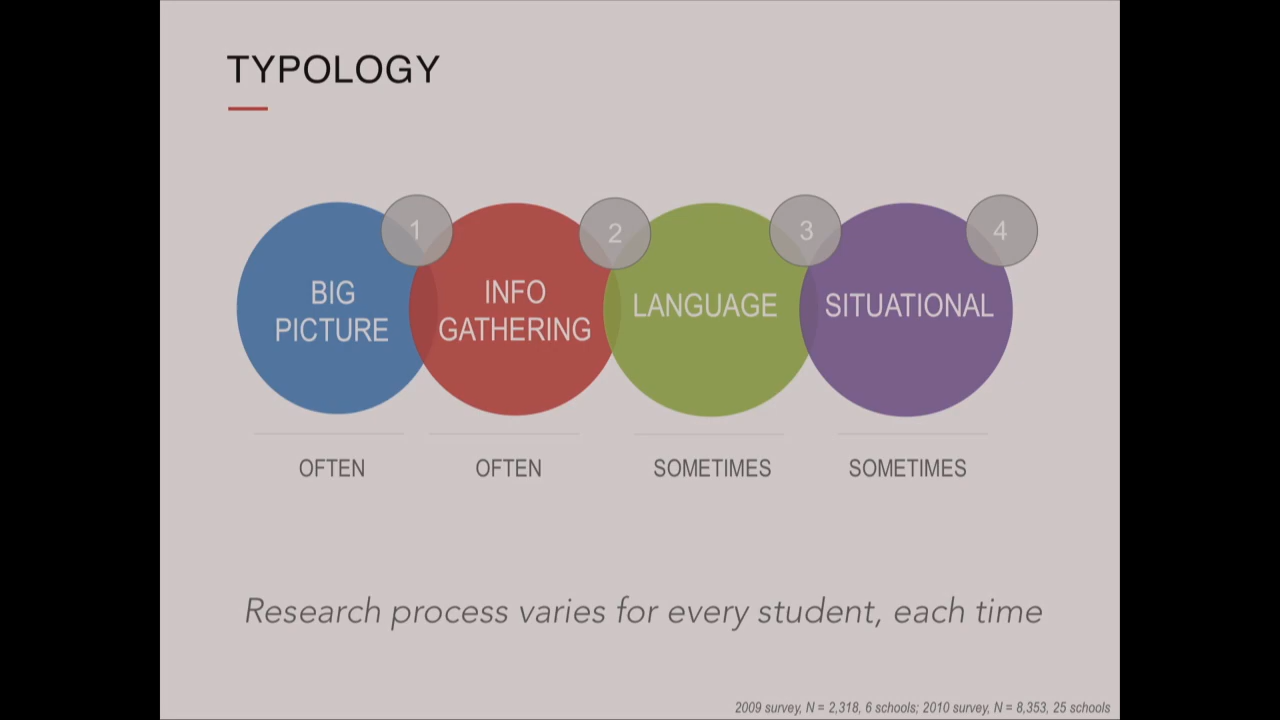 TYPOLOGY
1
2
3
4
BIG
PICTURE
INFO
GATHERING
LANGUAGE
SITUATIONAL
OFTEN
OFTEN
SOMETIMES
SOMETIMES
Research process varies for every student, each time
2009 survey, N = 2,318, 6 schools; 2010 survey, N = 8,353, 25 schools